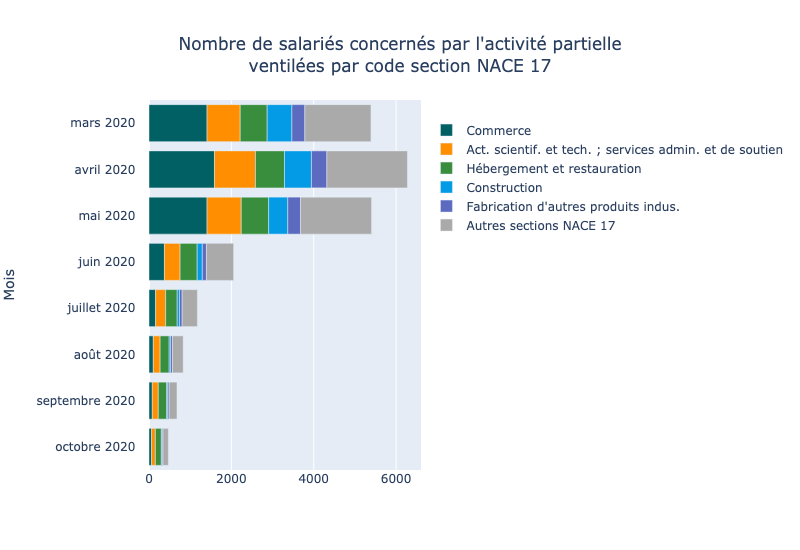 Nombre de salariés concernés par l'activité partielle
ventilées par code section NACE 17
Mois
mars 2020
avril 2020
mai 2020
juin 2020
juillet 2020
août 2020
septembre 2020
octobre 2020
0 2000 4000 6000
Commerce
Act. scientif. et tech. ; services admin. et de soutien
Hébergement et restauration
Construction
Fabrication d'autres produits indus.
Autres sections NACE 17